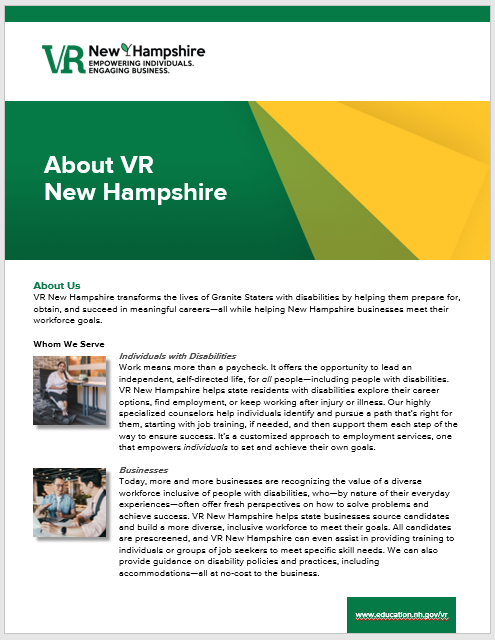 VR New Hampshire
EMPOWERING INDIVIDUALS.
ENGAGING BUSINESS.
About VR
New Hampshire
About Us
VR New Hampshire transforms the lives of Granite Staters with disabilities by helping them prepare for,
obtain, and succeed in meaningful careers—all while helping New Hampshire businesses meet their
workforce goals.
Whom We Serve
Individuals with Disabilities
Work means more than a paycheck. It offers the opportunity to lead an
independent, self-directed life, for all people—including people with disabilities.
VR New Hampshire helps state residents with disabilities explore their career
options, find employment, or keep working after injury or illness. Our highly
specialized counselors help individuals identify and pursue a path that's right for
them, starting with job training, if needed, and then support them each step of the
way to ensure success. It's a customized approach to employment services, one
that empowers individuals to set and achieve their own goals.
Businesses
Today, more and more businesses are recognizing the value of a diverse
workforce inclusive of people with disabilities, who—by nature of their everyday
experiences—often offer fresh perspectives on how to solve problems and
achieve success. VR New Hampshire helps state businesses source candidates
and build a more diverse, inclusive workforce to meet their goals. All candidates
are prescreened, and VR New Hampshire can even assist in providing training to
individuals or groups of job seekers to meet specific skill needs. We can also
provide guidance on disability policies and practices, including
accommodations—all at no-cost to the business.
www.education.nh.gov/vr